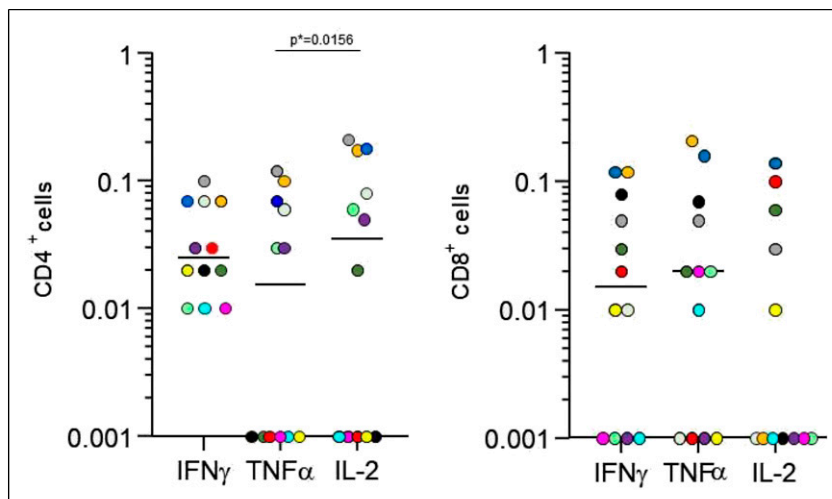 p*=0.0156
1
0.1
0.01
0.001
CD4 + cells
IFNγ TNFα IL-2
1
0.1
0.01
0.001
CD8+ cells
IFNγ TNFα IL-2